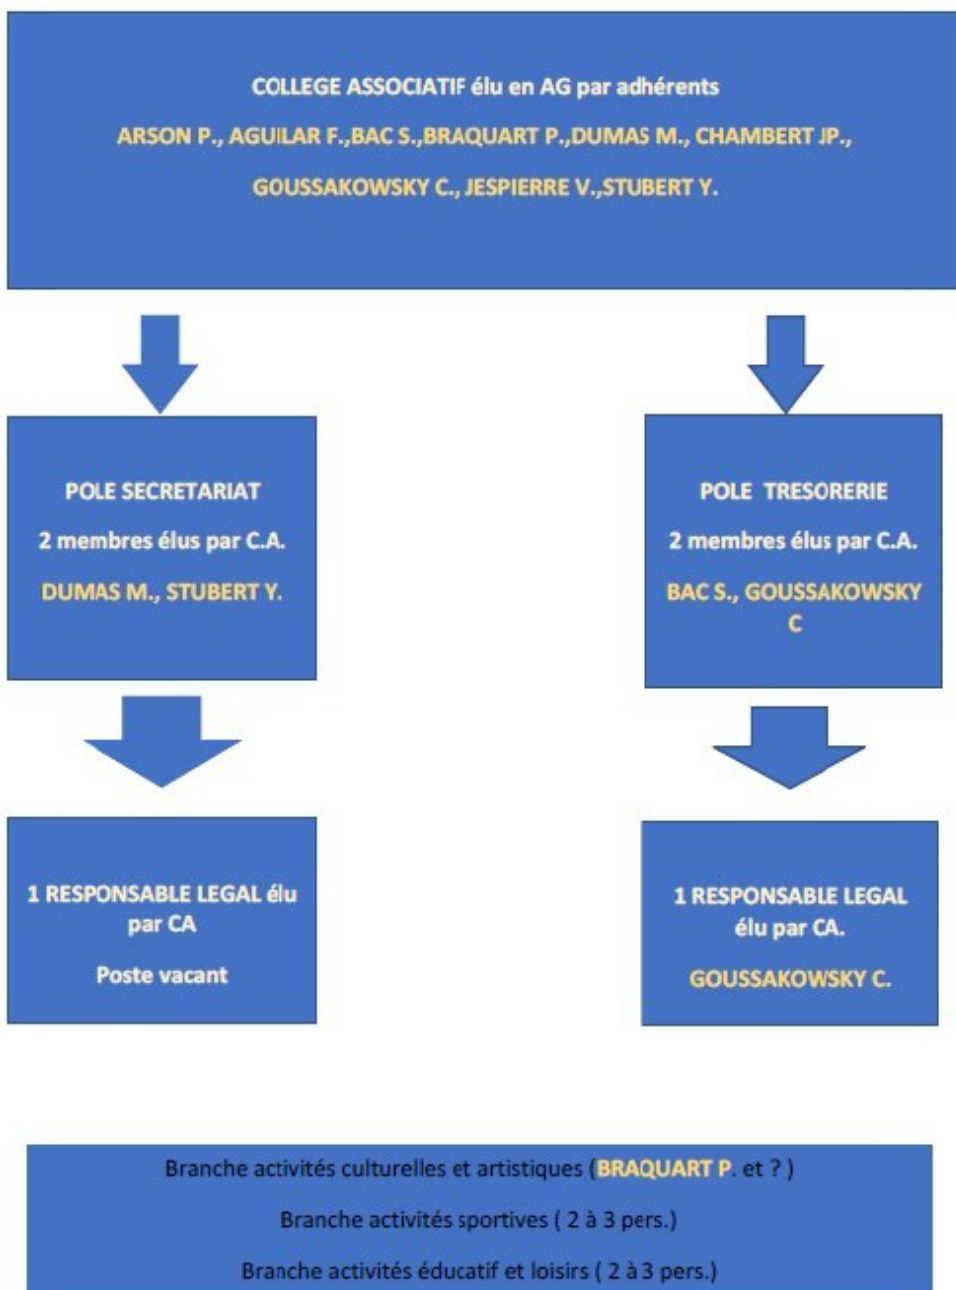 COLLEGE ASSOCIATIF élu en AG par adhérents
ARSON P., AGUILAR F.,BAC S.,BRAQUART P.,DUMAS M., CHAMBERT JP.,
GOUSSAKOWSKY C., JESPIERRE V.,STUBERT Y.
POLE SECRETARIAT
2 membres élus par C.A.
DUMAS M., STUBERT Y.
POLE TRESORERIE
2 membres élus par C.A.
BAC S., GOUSSAKOWSKY
C
1 RESPONSABLE LEGAL élu
par CA
Poste vacant
1 RESPONSABLE LEGAL
élu par CA.
GOUSSAKOWSKY C.
Branche activités culturelles et artistiques (BRAQUART P. et ? )
Branche activités sportives ( 2 à 3 pers.)
Branche activités éducatif et loisirs ( 2 à 3 pers.)